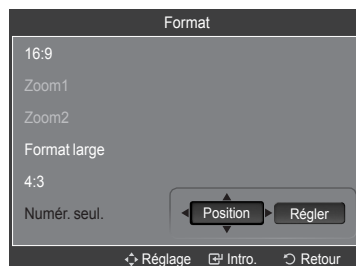 Format
16:9
Zoom1
Zoom2
Format large
4:3
Numér. seul.
Position Régler
Réglage Intro. Retour